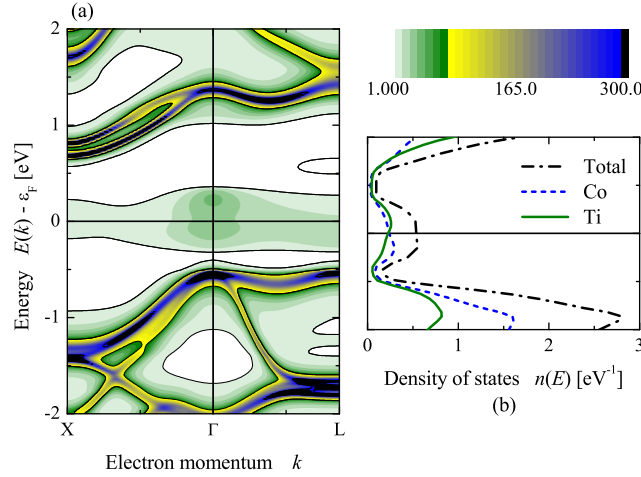 (a)
2
1
0
-1
-2
Energy E(k) - εF [eV]
X
Γ
L
Electron momentum k
1.000
165.0
300.0
Total
Co
Ti
0
1
2
3
Density of states n(E) [eV-1]
(b)